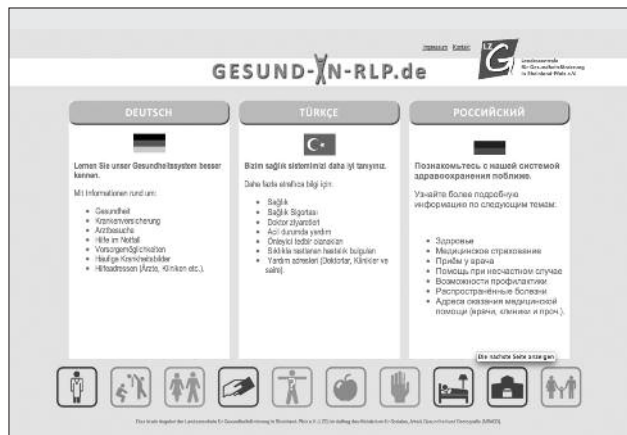 Impressum Kontakt
LZ
G
Landeszentrale
für Gesundheitsförderung
in Rheinland-Pfalz e.V.
GESUND-IN-RLP.de
DEUTSCH
Lernen Sie unser Gesundheitssystem besser
kennen.
Mit Informationen rund um:
Gesundheit
Krankenversicherung
Arztbesuche
Hilfe im Notfall
Vorsorgemöglichkeiten
Häufige Krankheitsbilder
Hilfeadressen (Ärzte, Kliniken etc.).
TÜRKÇE
Bizim sağlık sistemimizi daha iyi tanıyınız.
Daha fazla etraflıca bilgi için:
Sağlık
Sağlık Sigortası
Doktor ziyaretleri
Acil durumda yardım
Önleyici tedbir olanakları
Sıklıkla rastlanan hastalık bulguları
Yardım adresleri (Doktorlar, Klinikler ve
saire).
РОССИЙСКИЙ
Познакомьтесь с нашей системой
здравоохранения поближе.
Узнайте более подробную
информацию по следующим темам:
Здоровье
Медицинское страхование
Приём у врача
Помощь при несчастном случае
Возможности профилактики
Распространённые болезни
Адреса оказания медицинской
помощи (врачи, клиники и проч.).
Die nächste Seite anzeigen